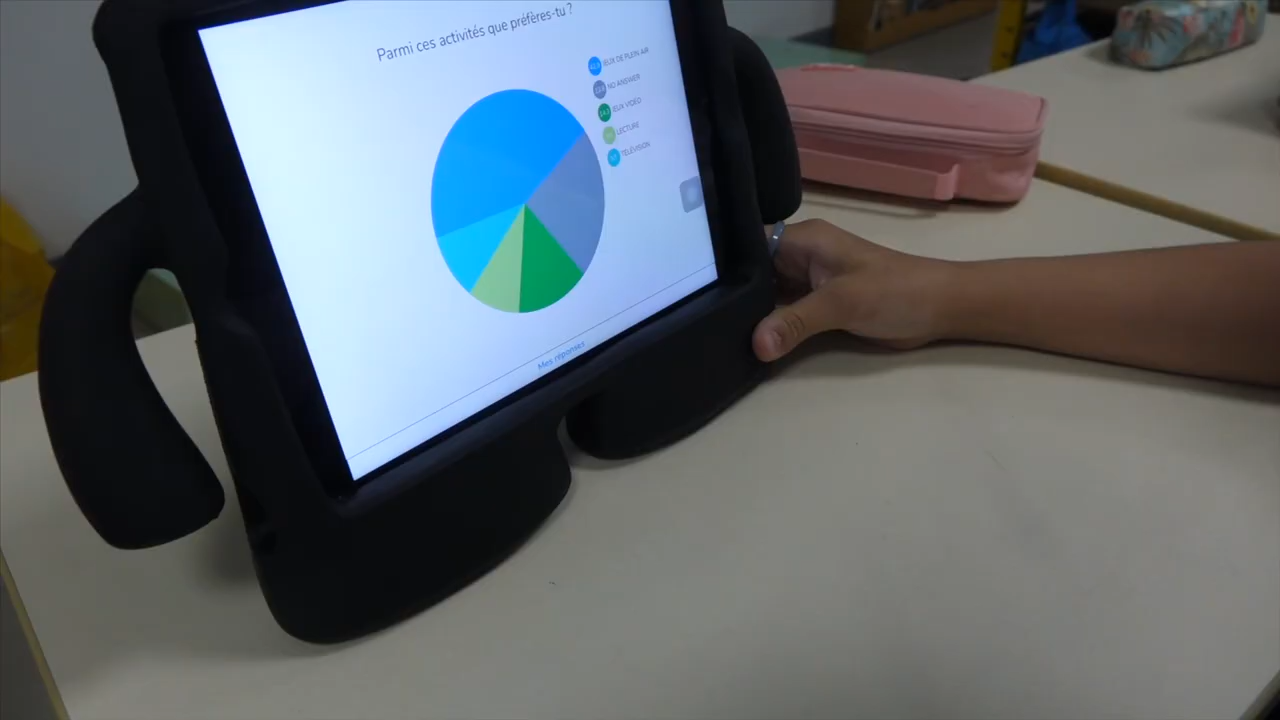 Parmi ces activités que préfères-tu ?
JEUX DE PLEIN AIR
NO ANSWER
JEUX VIDÉO
LECTURE
TÉLÉVISION
Mes réponses